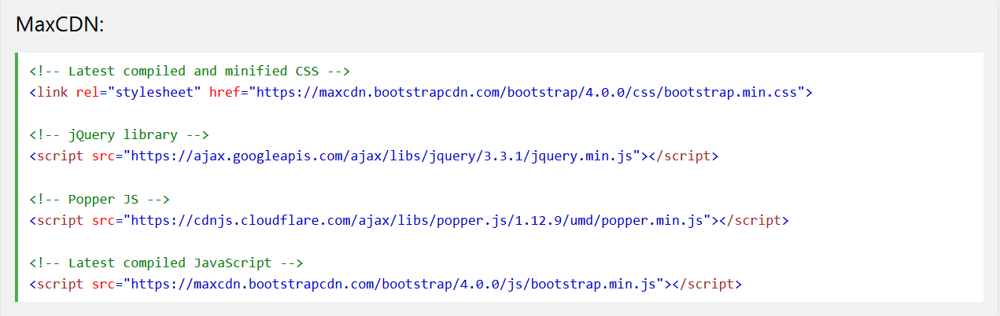 MaxCDN:
<!-- Latest compiled and minified CSS -->
<link rel="stylesheet" href="https://maxcdn.bootstrapcdn.com/bootstrap/4.0.0/css/bootstrap.min.css">
<!-- jQuery library -->
<script src="https://ajax.googleapis.com/ajax/libs/jquery/3.3.1/jquery.min.js"></script>
<!-- Popper JS -->
<script src="https://cdnjs.cloudflare.com/ajax/libs/popper.js/1.12.9/umd/popper.min.js"></script>
<!-- Latest compiled JavaScript -->
<script src="https://maxcdn.bootstrapcdn.com/bootstrap/4.0.0/js/bootstrap.min.js"></script>